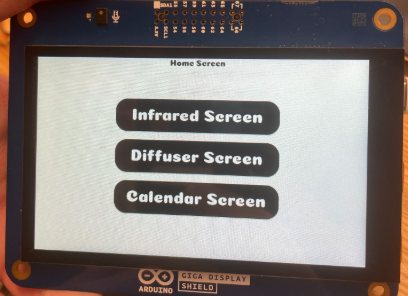 Home Screen
Infrared Screen
Diffuser Screen
Calendar Screen
ARDUINO
GIGA DISPLAY
SHIELD